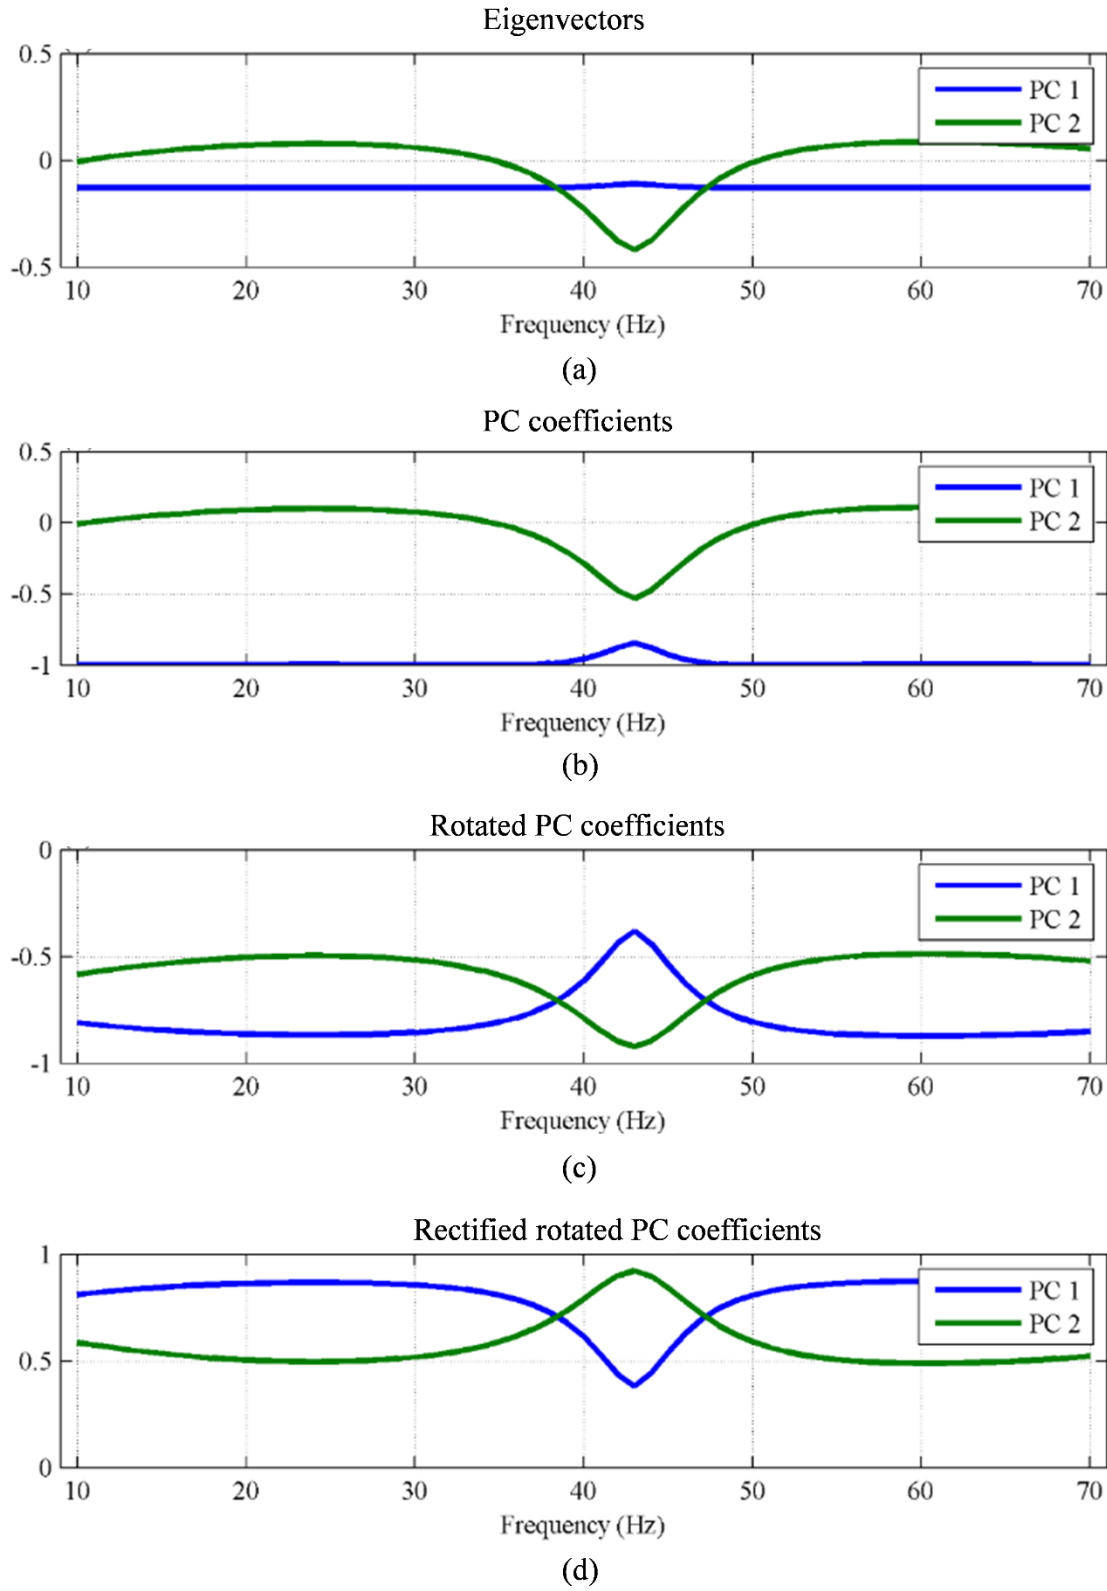 Eigenvectors
0.5
PC 1
PC 2
0
-0.5
10 20 30 40 50 60 70
Frequency (Hz)
(a)
PC coefficients
0.5
PC 1
PC 2
0
-0.5
-1
10 20 30 40 50 60 70
Frequency (Hz)
(b)
Rotated PC coefficients
0
PC 1
PC 2
-0.5
-1
10 20 30 40 50 60 70
Frequency (Hz)
(c)
Rectified rotated PC coefficients
1
PC 1
PC 2
0.5
0
10 20 30 40 50 60 70
Frequency (Hz)
(d)